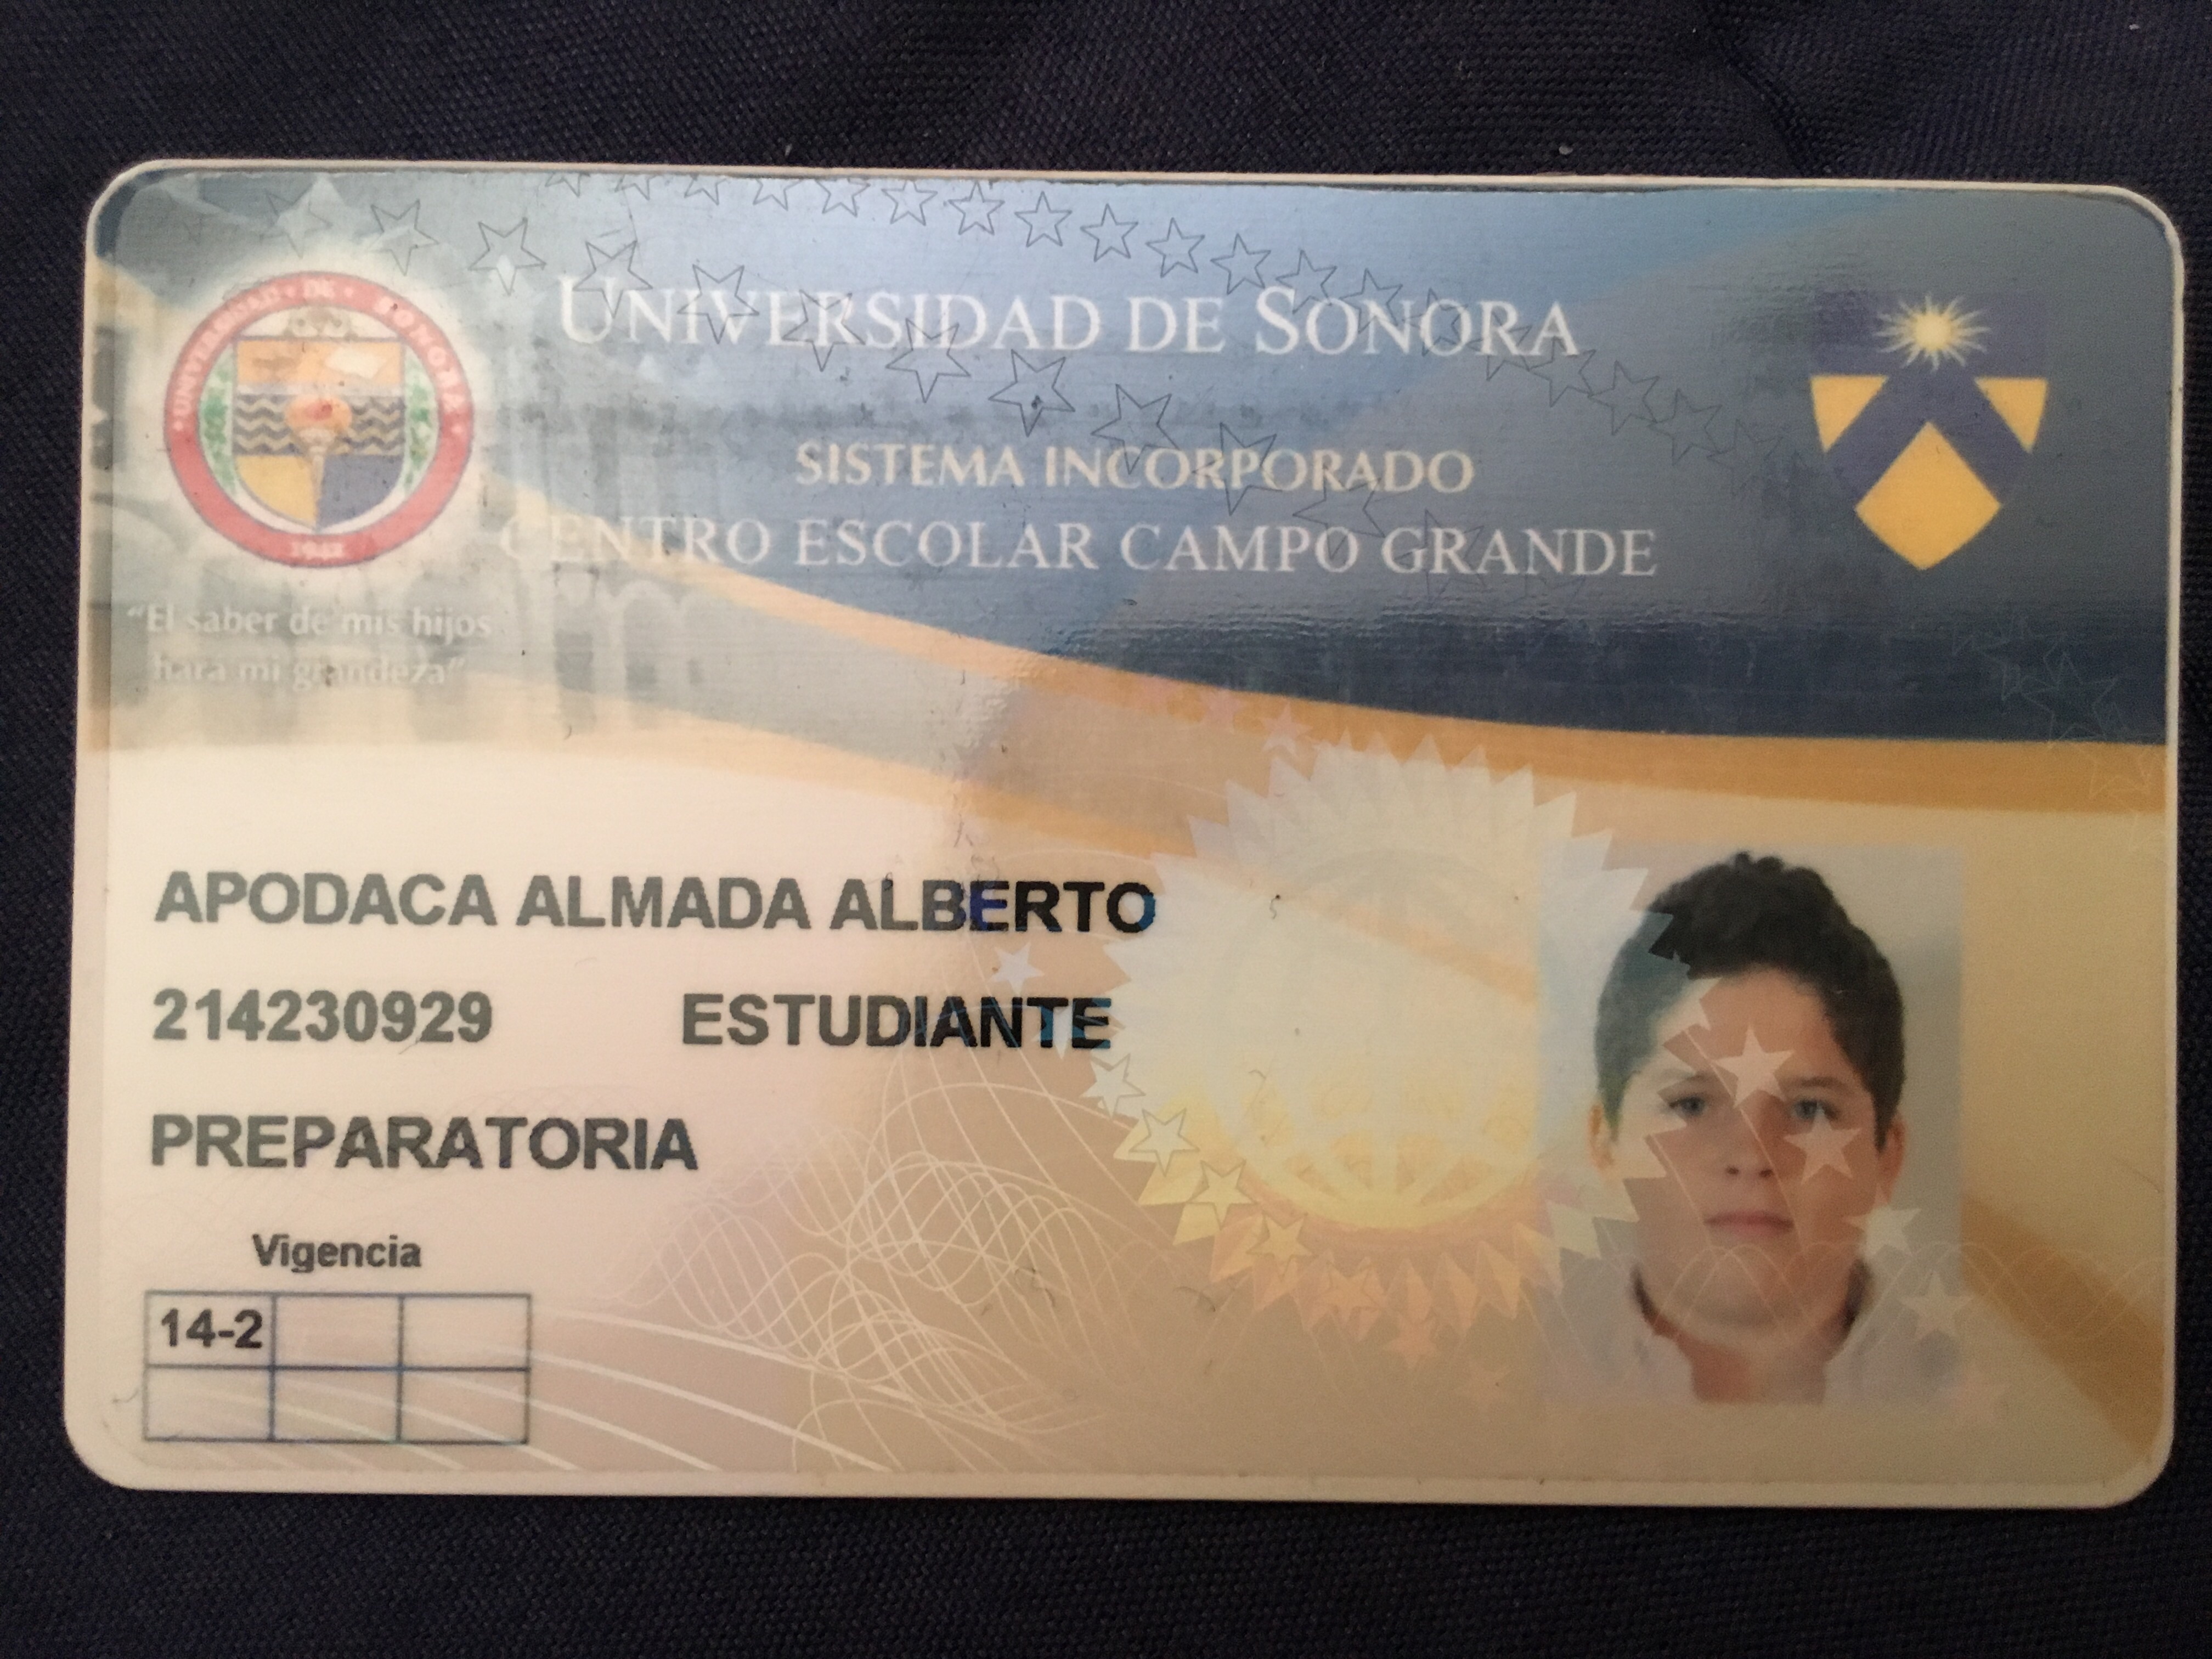 UNIVERSIDAD DE SONORA
SISTEMA INCORPORADO
CENTRO ESCOLAR CAMPO GRANDE
UNIVERSIDAD · DE · SONORA
1942
"El saber de mis hijos
hará mi grandeza"
APODACA ALMADA ALBERTO
214230929 ESTUDIANTE
PREPARATORIA
Vigencia
14-2